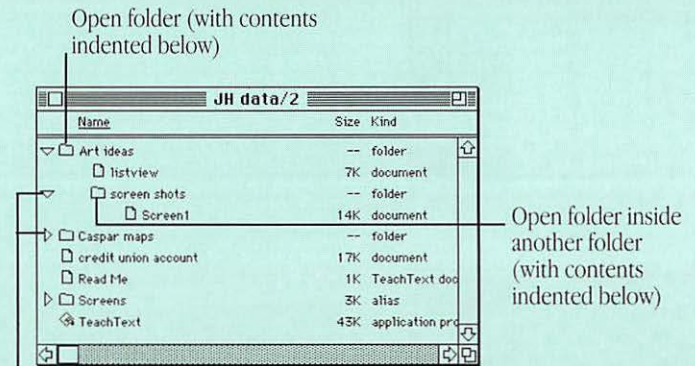 Open folder (with contents
indented below)
JH data/2
Name Size Kind
Art ideas -- folder
listview 7K document
screen shots -- folder
Screen1 14K document
Caspar maps -- folder
credit union account 17K document
Read Me 1K TeachText doc
Screens 3K alias
TeachText 43K application pro
Open folder inside
another folder
(with contents
indented below)